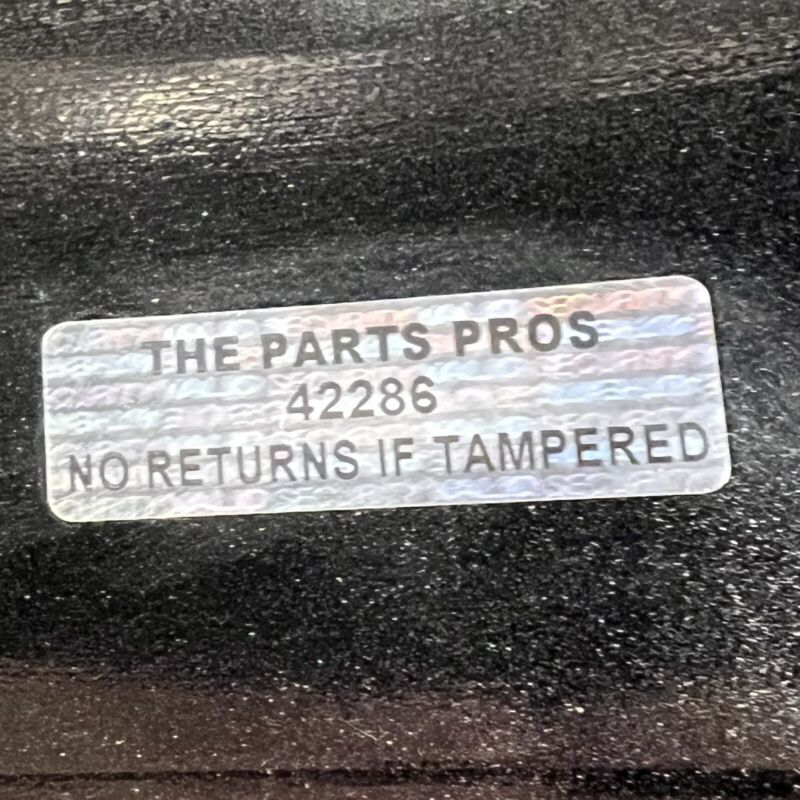 THE PARTS PROS
42286
NO RETURNS IF TAMPERED